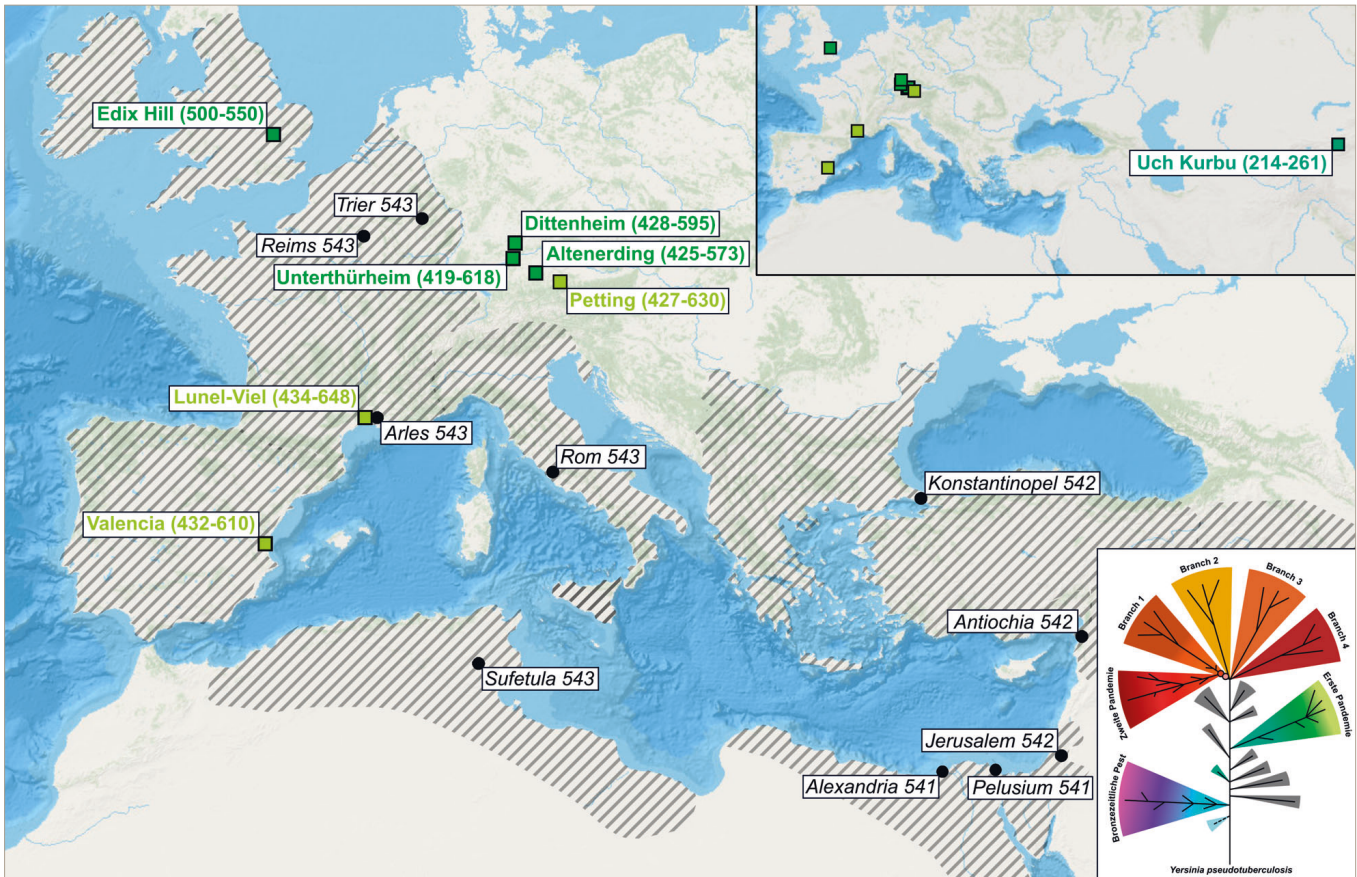 Edix Hill (500-550)
Uch Kurbu (214-261)
Trier 543
Reims 543
Dittenheim (428-595)
Altenerding (425-573)
Unterthürheim (419-618)
Petting (427-630)
Lunel-Viel (434-648)
Arles 543
Rom 543
Konstantinopel 542
Valencia (432-610)
Sufetula 543
Antiochia 542
Jerusalem 542
Alexandria 541
Pelusium 541
Branch 1
Branch 2
Branch 3
Branch 4
Zweite Pandemie
Erste Pandemie
Bronzezeitliche Pest
Yersinia pseudotuberculosis